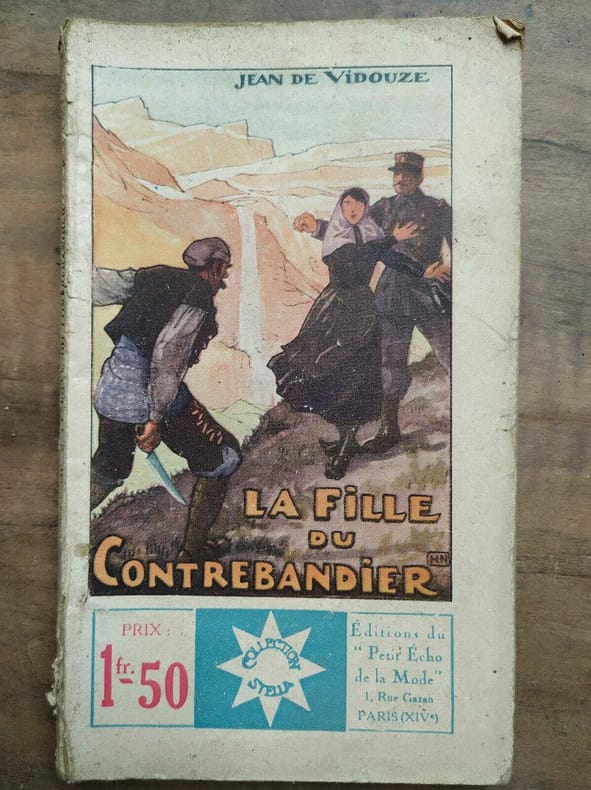 JEAN DE VIDOUZE
LA FILLE
DU
CONTREBANDIER
HN
PRIX :
1fr.-50
COLLECTION
STELLA
Éditions du
" Petit Écho
de la Mode"
1, Rue Gazan
PARIS (XIVe)